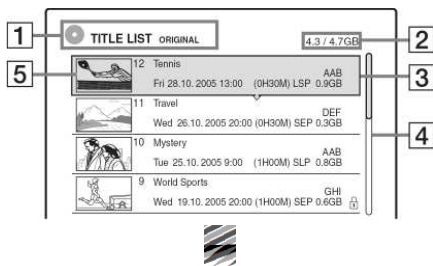 1 TITLE LIST ORIGINAL 4.3 / 4.7GB 2
5 12 Tennis
AAB 3
Fri 28.10. 2005 13:00 (0H30M) LSP 0.9GB
11 Travel
DEF
Wed 26.10. 2005 20:00 (0H30M) SEP 0.3GB
4
10 Mystery
AAB
Tue 25.10. 2005 9:00 (1H00M) SLP 0.8GB
9 World Sports
GHI
Wed 19.10. 2005 20:00 (1H00M) SEP 0.6GB